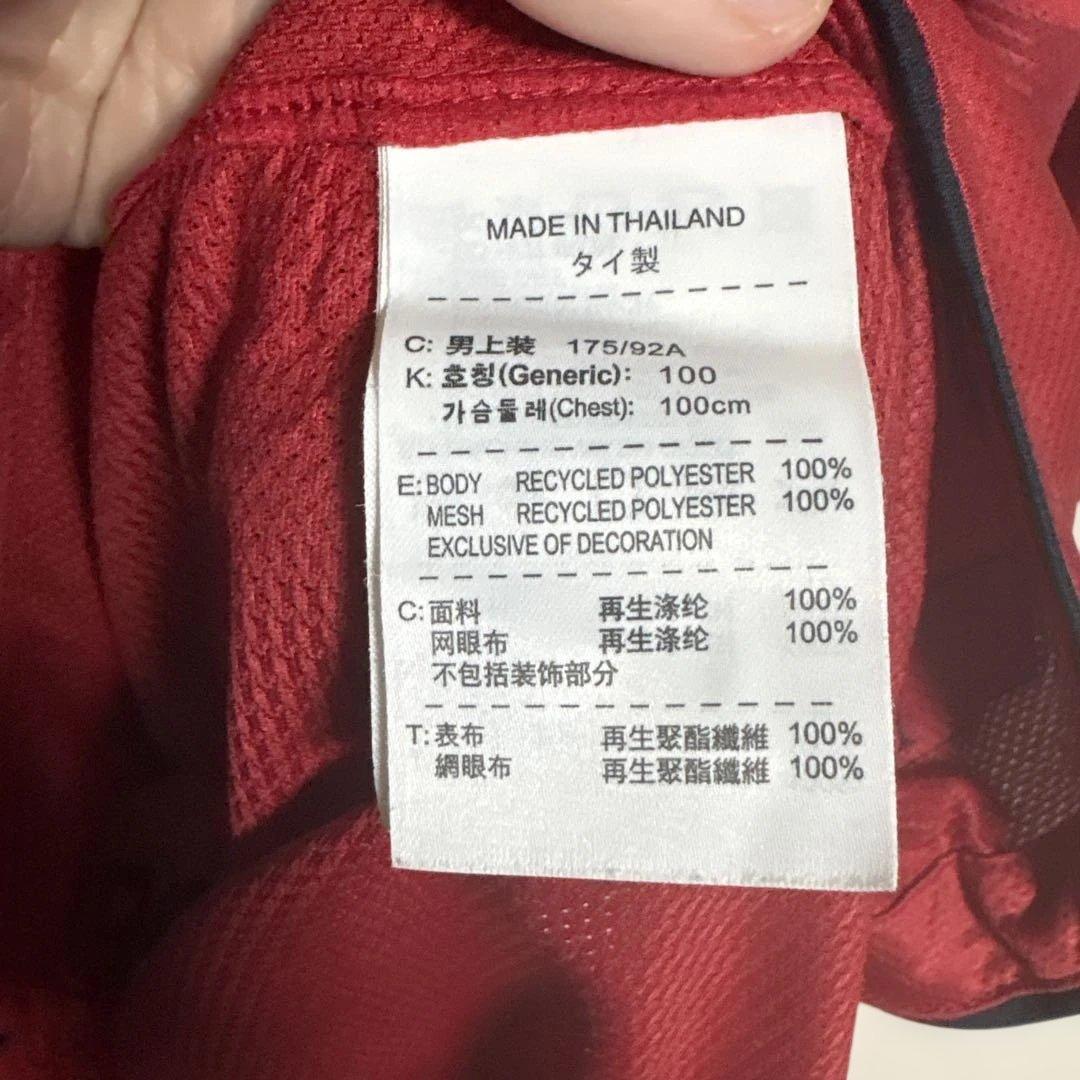 MADE IN THAILAND
タイ製
C: 男上装 175/92A
K: 호칭(Generic): 100
가슴둘레(Chest): 100cm
E: BODY RECYCLED POLYESTER 100%
MESH RECYCLED POLYESTER 100%
EXCLUSIVE OF DECORATION
C: 面料 再生涤纶 100%
网眼布 再生涤纶 100%
不包括装饰部分
T: 表布 再生聚酯纖維 100%
網眼布 再生聚酯纖維 100%